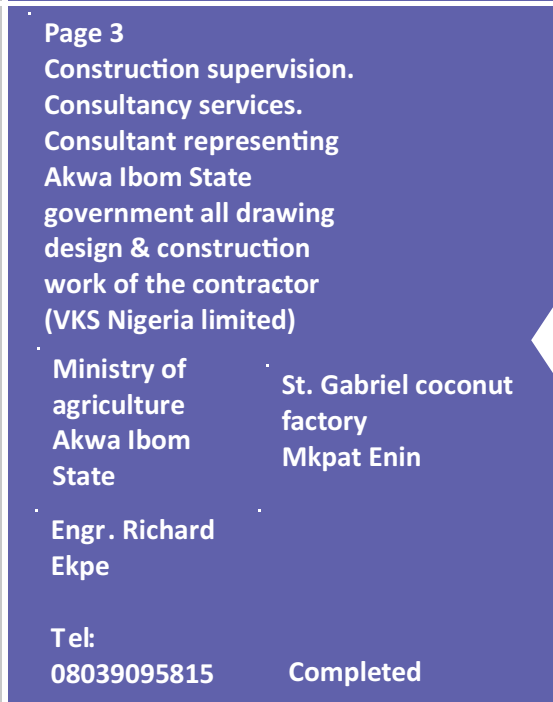 Page 3
Construction supervision.
Consultancy services.
Consultant representing
Akwa Ibom State
government all drawing
design & construction
work of the contractor
(VKS Nigeria limited)
Ministry of
agriculture
Akwa Ibom
State
St. Gabriel coconut
factory
Mkpat Enin
Engr. Richard
Ekpe
Tel:
08039095815
Completed